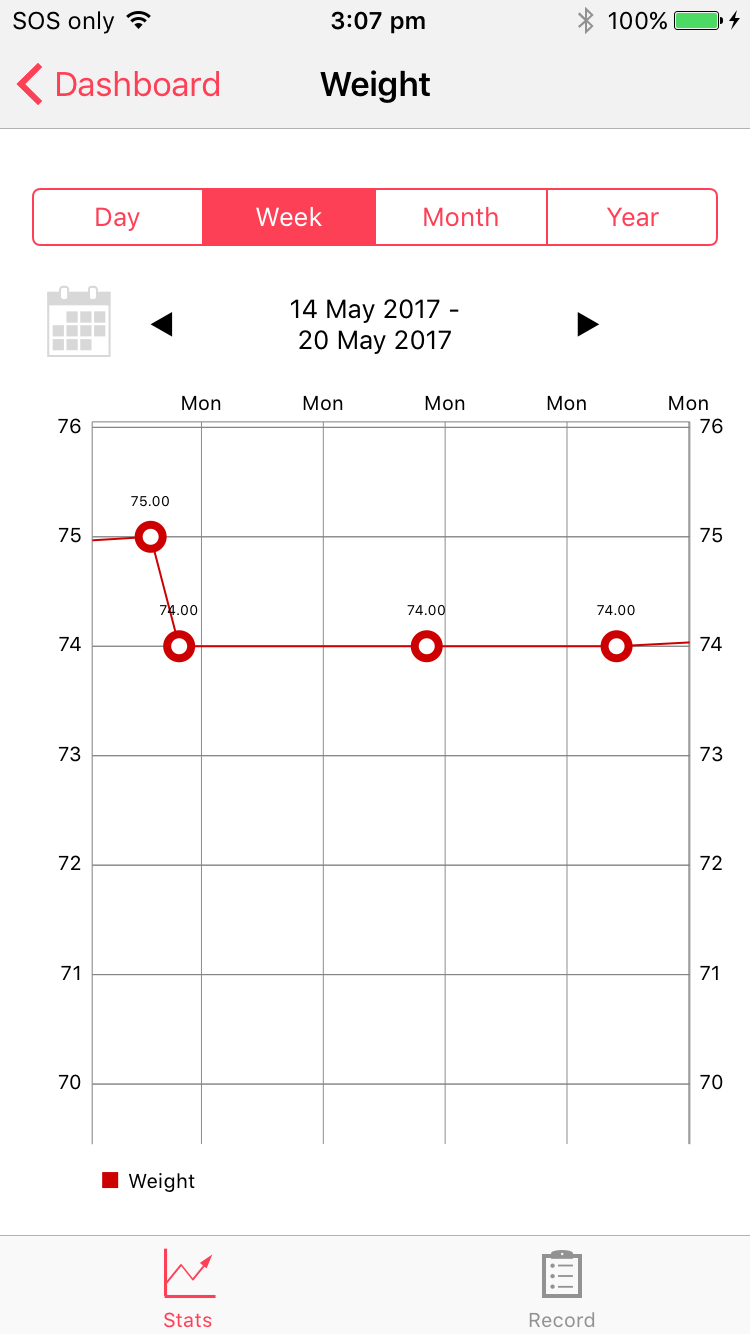 SOS only 3:07 pm 100%
Dashboard Weight
Day Week Month Year
14 May 2017 -
20 May 2017
Mon Mon Mon Mon Mon
76 76
75.00
75 75
74.00 74.00 74.00
74 74
73 73
72 72
71 71
70 70
Weight
Stats Record